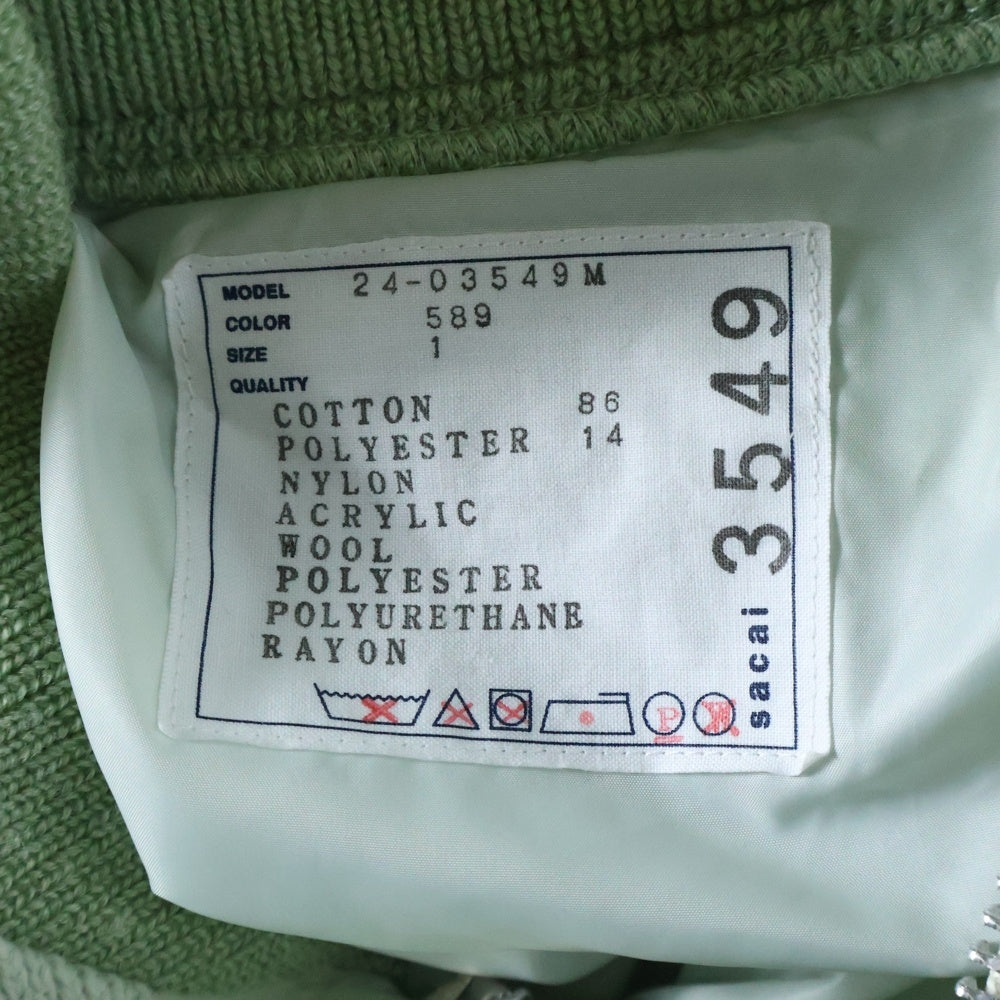 MODEL 24-03549M
COLOR 589
SIZE 1
QUALITY
COTTON 86
POLYESTER 14
NYLON
ACRYLIC
WOOL
POLYESTER
POLYURETHANE
RAYON
P
W
sacai 3549